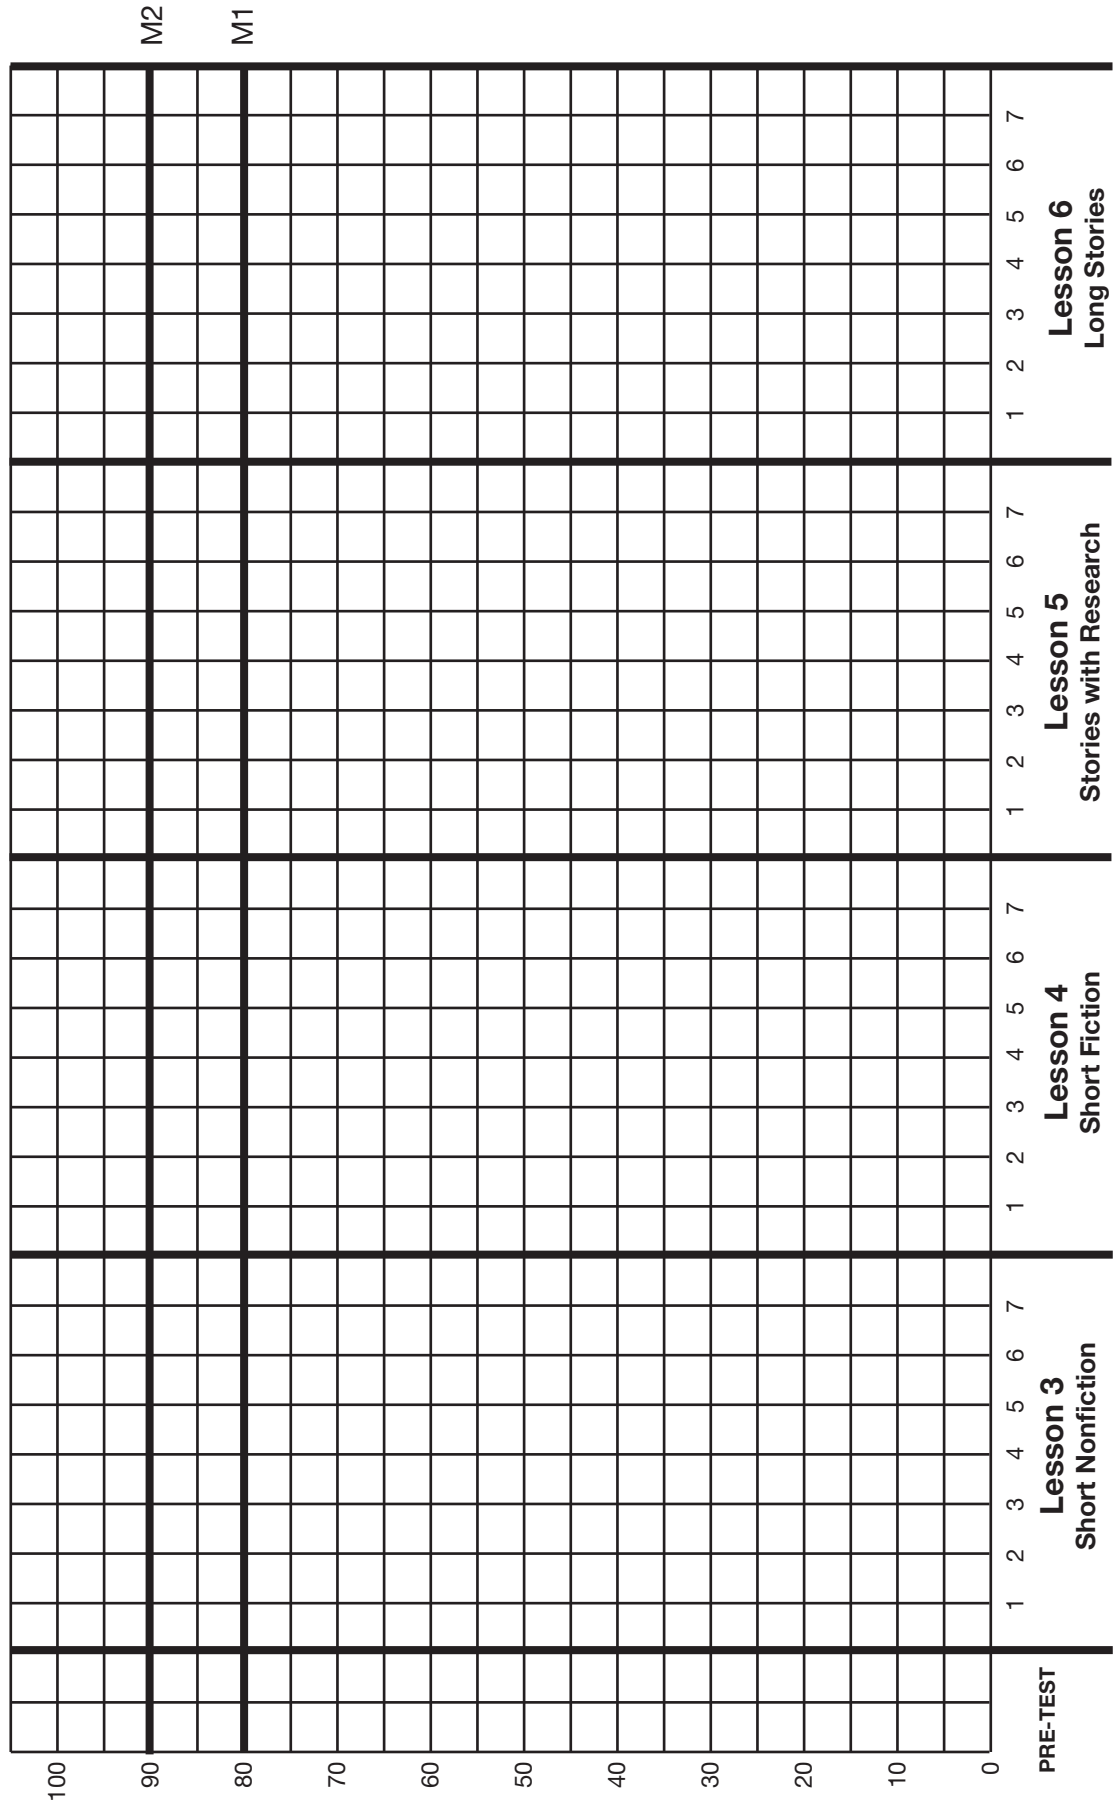 M2
M1
100
90
80
70
60
50
40
30
20
10
0
PRE-TEST
1 2 3 4 5 6 7
Lesson 3
Short Nonfiction
1 2 3 4 5 6 7
Lesson 4
Short Fiction
1 2 3 4 5 6 7
Lesson 5
Stories with Research
1 2 3 4 5 6 7
Lesson 6
Long Stories